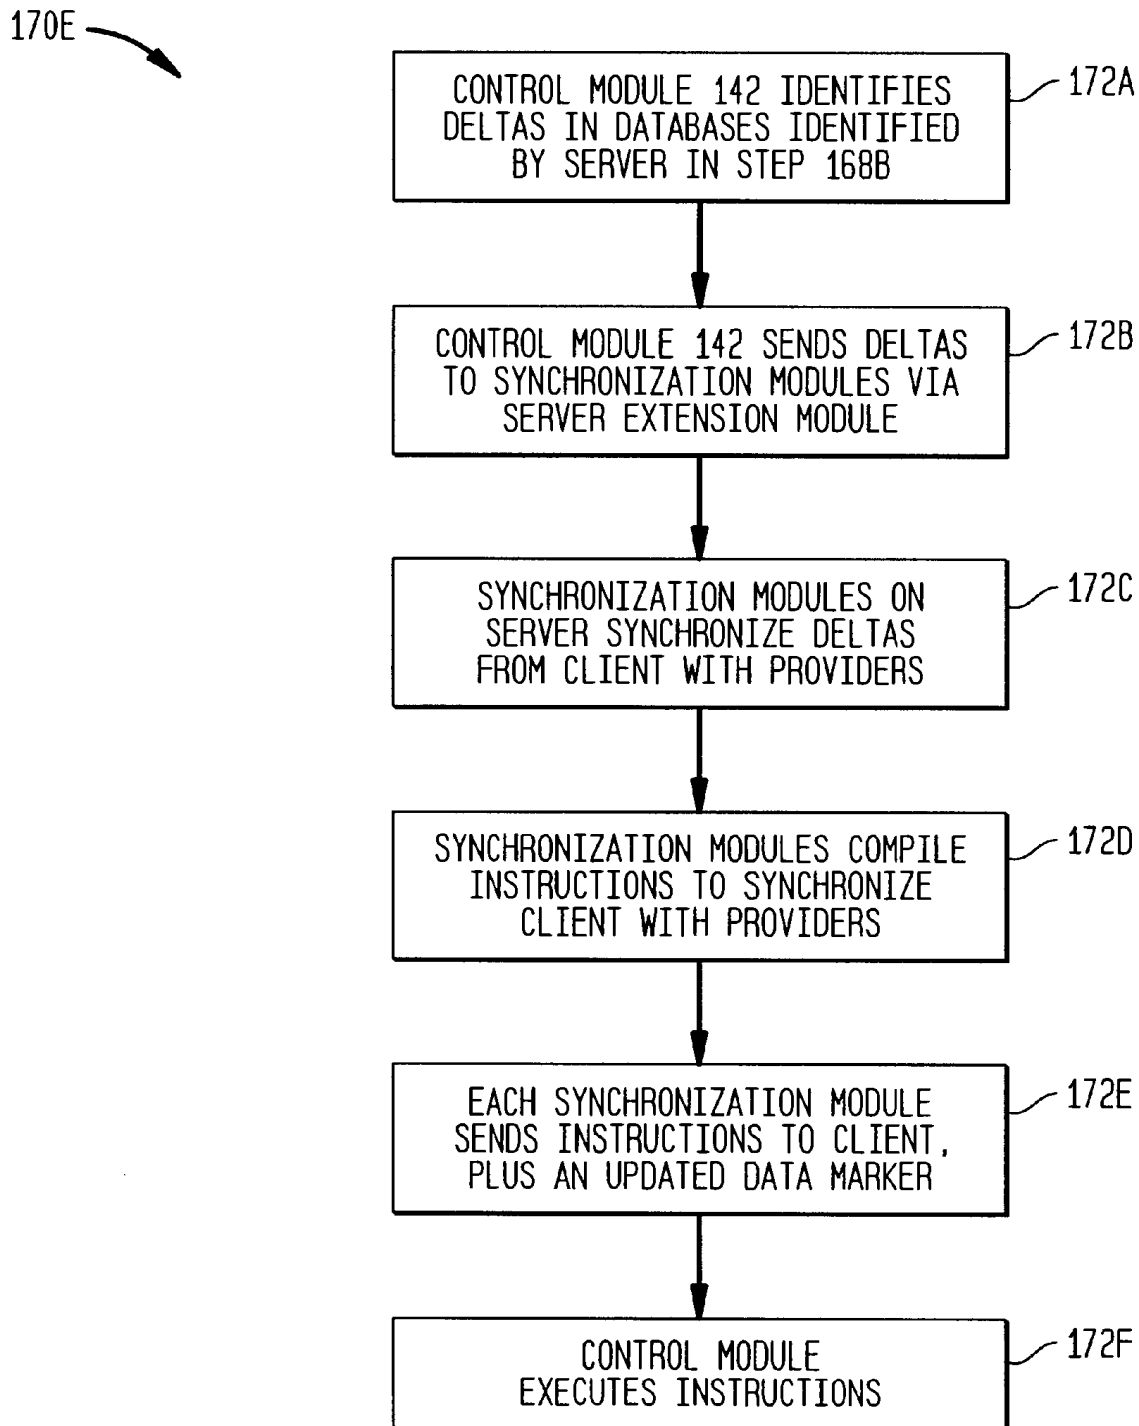 170E
CONTROL MODULE 142 IDENTIFIES
DELTAS IN DATABASES IDENTIFIED
BY SERVER IN STEP 168B
172A
CONTROL MODULE 142 SENDS DELTAS
TO SYNCHRONIZATION MODULES VIA
SERVER EXTENSION MODULE
172B
SYNCHRONIZATION MODULES ON
SERVER SYNCHRONIZE DELTAS
FROM CLIENT WITH PROVIDERS
172C
SYNCHRONIZATION MODULES COMPILE
INSTRUCTIONS TO SYNCHRONIZE
CLIENT WITH PROVIDERS
172D
EACH SYNCHRONIZATION MODULE
SENDS INSTRUCTIONS TO CLIENT,
PLUS AN UPDATED DATA MARKER
172E
CONTROL MODULE
EXECUTES INSTRUCTIONS
172F